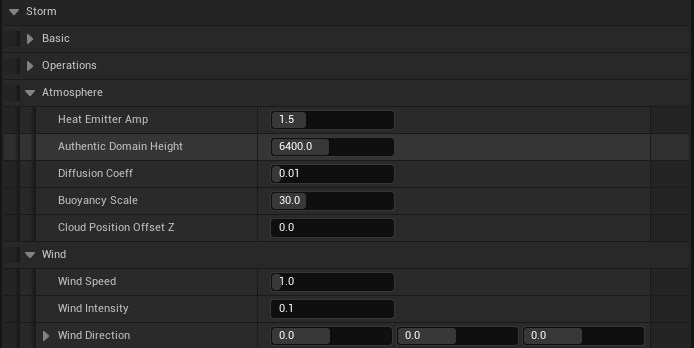 Storm
Basic
Operations
Atmosphere
Heat Emitter Amp 1.5
Authentic Domain Height 6400.0
Diffusion Coeff 0.01
Buoyancy Scale 30.0
Cloud Position Offset Z 0.0
Wind
Wind Speed 1.0
Wind Intensity 0.1
Wind Direction 0.0 0.0 0.0